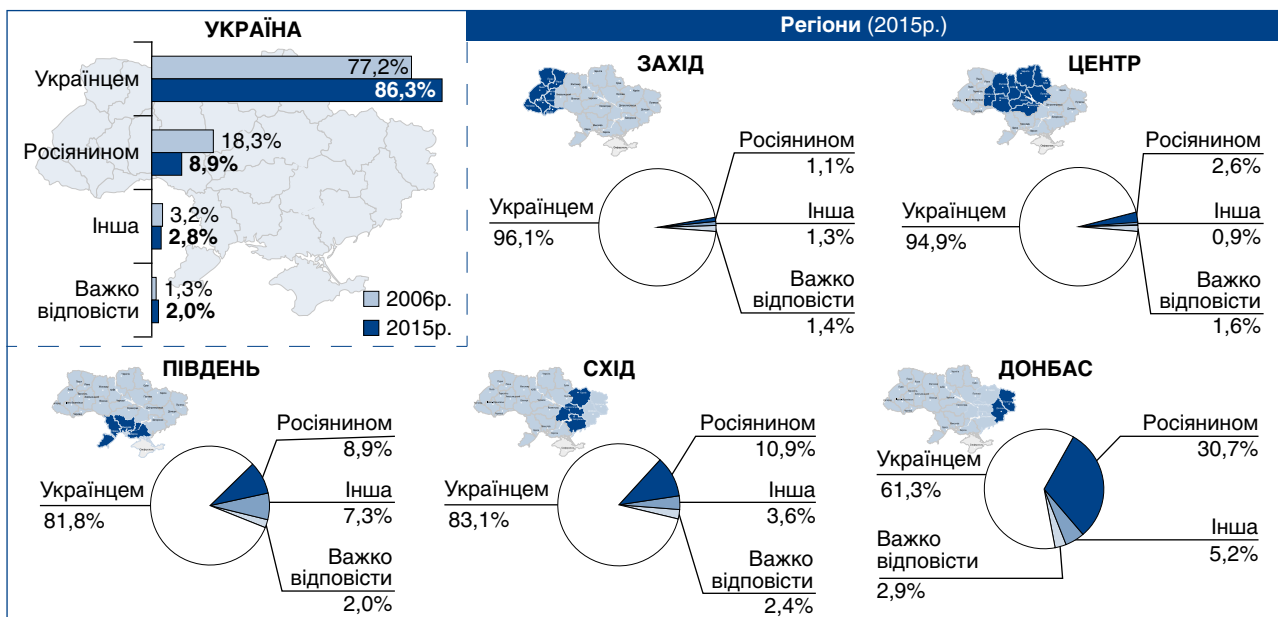 УКРАЇНА
Українцем
77,2%
86,3%
Росіянином
18,3%
8,9%
Інша
3,2%
2,8%
Важко
відповісти
1,3%
2,0%
2006р.
2015р.
Регіони (2015р.)
ЗАХІД
Українцем
96,1%
Росіянином
1,1%
Інша
1,3%
Важко
відповісти
1,4%
ЦЕНТР
Українцем
94,9%
Росіянином
2,6%
Інша
0,9%
Важко
відповісти
1,6%
ПІВДЕНЬ
Українцем
81,8%
Росіянином
8,9%
Інша
7,3%
Важко
відповісти
2,0%
СХІД
Українцем
83,1%
Росіянином
10,9%
Інша
3,6%
Важко
відповісти
2,4%
ДОНБАС
Українцем
61,3%
Росіянином
30,7%
Інша
5,2%
Важко
відповісти
2,9%